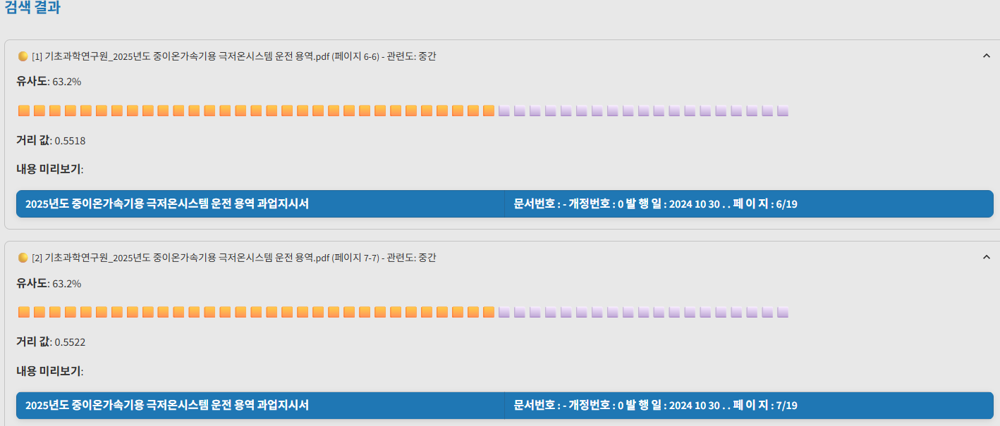 검색 결과
[1] 기초과학연구원_2025년도 중이온가속기용 극저온시스템 운전 용역.pdf (페이지 6-6) - 관련도: 중간
유사도: 63.2%
거리 값: 0.5518
내용 미리보기:
2025년도 중이온가속기용 극저온시스템 운전 용역 과업지시서 문서번호 : - 개정번호 : 0 발 행 일 : 2024 10 30 . . 페 이 지 : 6/19
[2] 기초과학연구원_2025년도 중이온가속기용 극저온시스템 운전 용역.pdf (페이지 7-7) - 관련도: 중간
유사도: 63.2%
거리 값: 0.5522
내용 미리보기:
2025년도 중이온가속기용 극저온시스템 운전 용역 과업지시서 문서번호 : - 개정번호 : 0 발 행 일 : 2024 10 30 . . 페 이 지 : 7/19